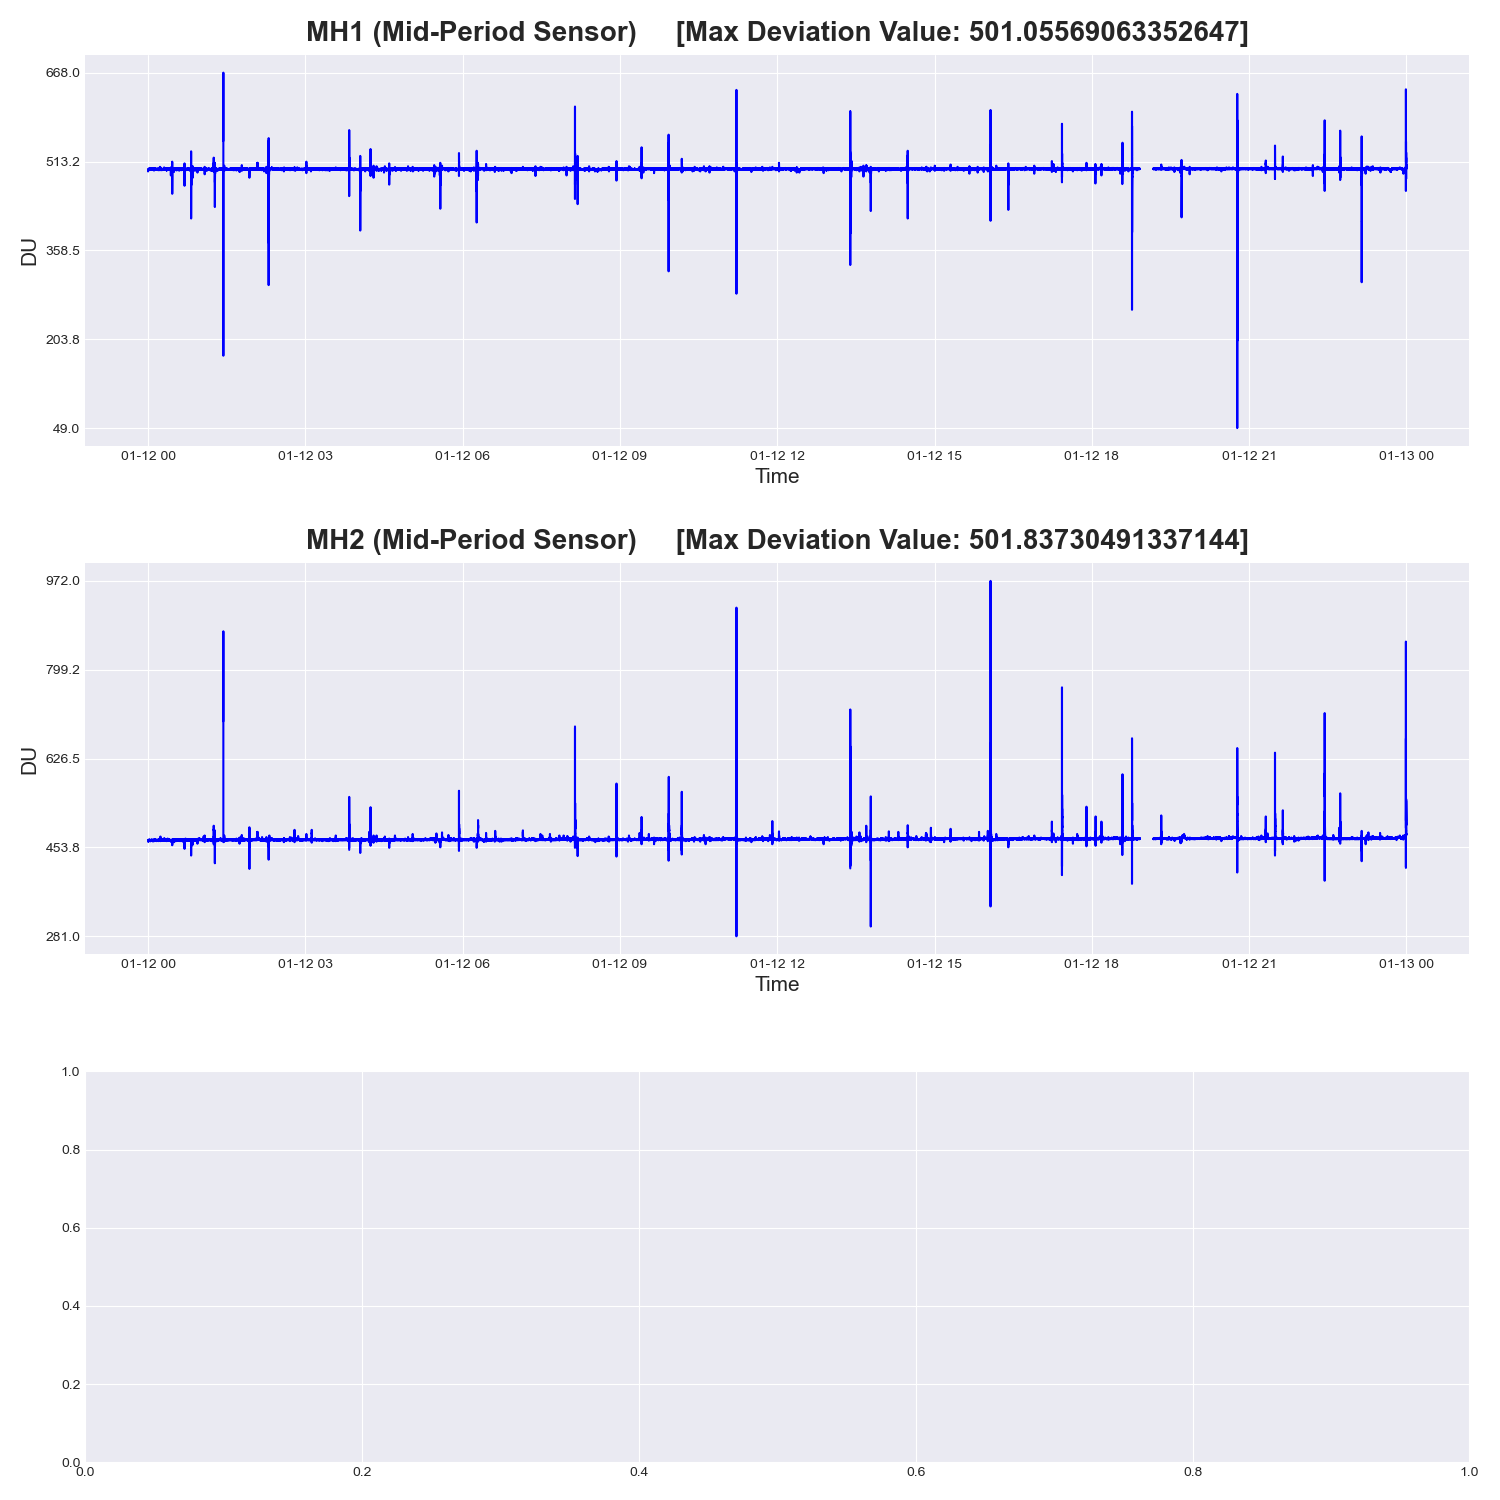 MH1 (Mid-Period Sensor) [Max Deviation Value: 501.05569063352647]
668.0
513.2
358.5
203.8
49.0
DU
01-12 00 01-12 03 01-12 06 01-12 09 01-12 12 01-12 15 01-12 18 01-12 21 01-13 00
Time
MH2 (Mid-Period Sensor) [Max Deviation Value: 501.83730491337144]
972.0
799.2
626.5
453.8
281.0
DU
01-12 00 01-12 03 01-12 06 01-12 09 01-12 12 01-12 15 01-12 18 01-12 21 01-13 00
Time
1.0
0.8
0.6
0.4
0.2
0.0
0.0 0.2 0.4 0.6 0.8 1.0